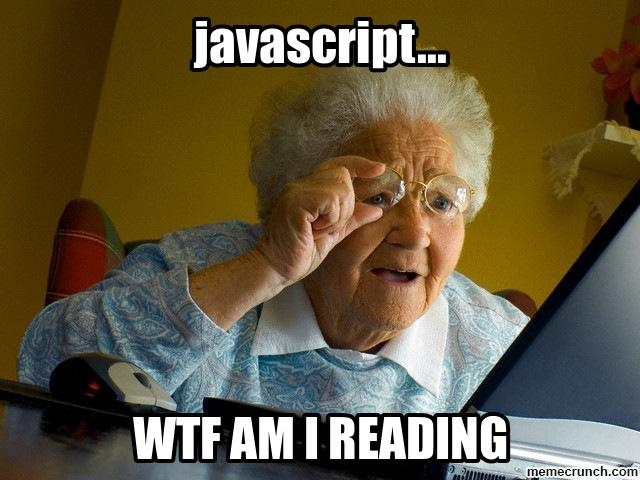 javascript...
WTF AM I READING
memecrunch.com